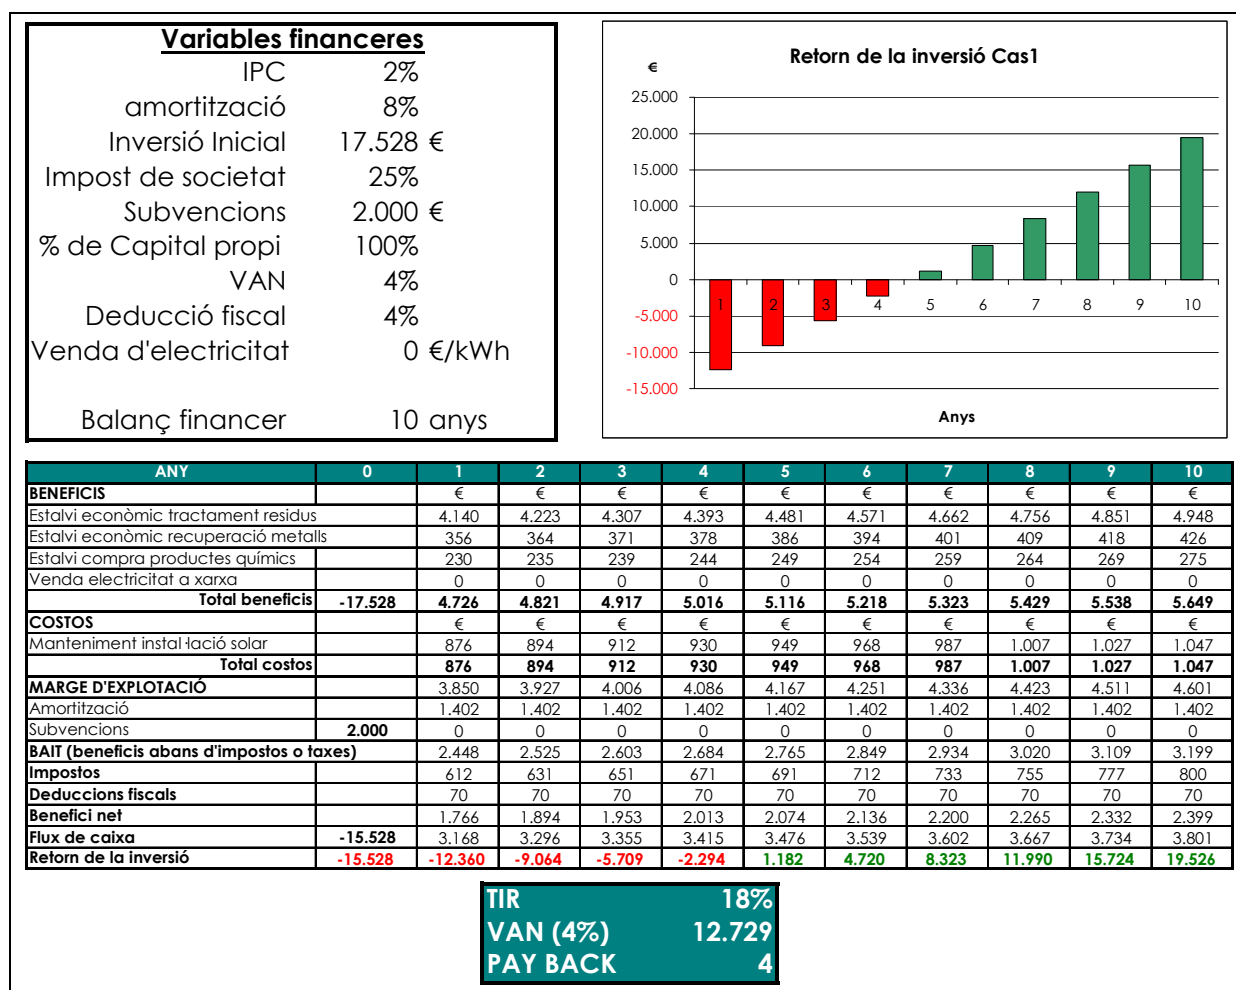 Variables financeres
IPC 2%
amortització 8%
Inversió Inicial 17.528 €
Impost de societat 25%
Subvencions 2.000 €
% de Capital propi 100%
VAN 4%
Deducció fiscal 4%
Venda d'electricitat 0 €/kWh
Balanç financer 10 anys
Retorn de la inversió Cas1
€
25.000
20.000
15.000
10.000
5.000
0
-5.000
-10.000
-15.000
1 2 3 4 5 6 7 8 9 10
Anys
ANY 0 1 2 3 4 5 6 7 8 9 10
BENEFICIS € € € € € € € € € €
Estalvi econòmic tractament residus 4.140 4.223 4.307 4.393 4.481 4.571 4.662 4.756 4.851 4.948
Estalvi econòmic recuperació metalls 356 364 371 378 386 394 401 409 418 426
Estalvi compra productes químics 230 235 239 244 249 254 259 264 269 275
Venda electricitat a xarxa 0 0 0 0 0 0 0 0 0 0
Total beneficis -17.528 4.726 4.821 4.917 5.016 5.116 5.218 5.323 5.429 5.538 5.649
COSTOS € € € € € € € € € €
Manteniment instal·lació solar 876 894 912 930 949 968 987 1.007 1.027 1.047
Total costos 876 894 912 930 949 968 987 1.007 1.027 1.047
MARGE D'EXPLOTACIÓ 3.850 3.927 4.006 4.086 4.167 4.251 4.336 4.423 4.511 4.601
Amortització 1.402 1.402 1.402 1.402 1.402 1.402 1.402 1.402 1.402 1.402
Subvencions 2.000 0 0 0 0 0 0 0 0 0 0
BAIT (beneficis abans d'impostos o taxes) 2.448 2.525 2.603 2.684 2.765 2.849 2.934 3.020 3.109 3.199
Impostos 612 631 651 671 691 712 733 755 777 800
Deduccions fiscals 70 70 70 70 70 70 70 70 70 70
Benefici net 1.766 1.894 1.953 2.013 2.074 2.136 2.200 2.265 2.332 2.399
Flux de caixa -15.528 3.168 3.296 3.355 3.415 3.476 3.539 3.602 3.667 3.734 3.801
Retorn de la inversió -15.528 -12.360 -9.064 -5.709 -2.294 1.182 4.720 8.323 11.990 15.724 19.526
TIR 18%
VAN (4%) 12.729
PAY BACK 4